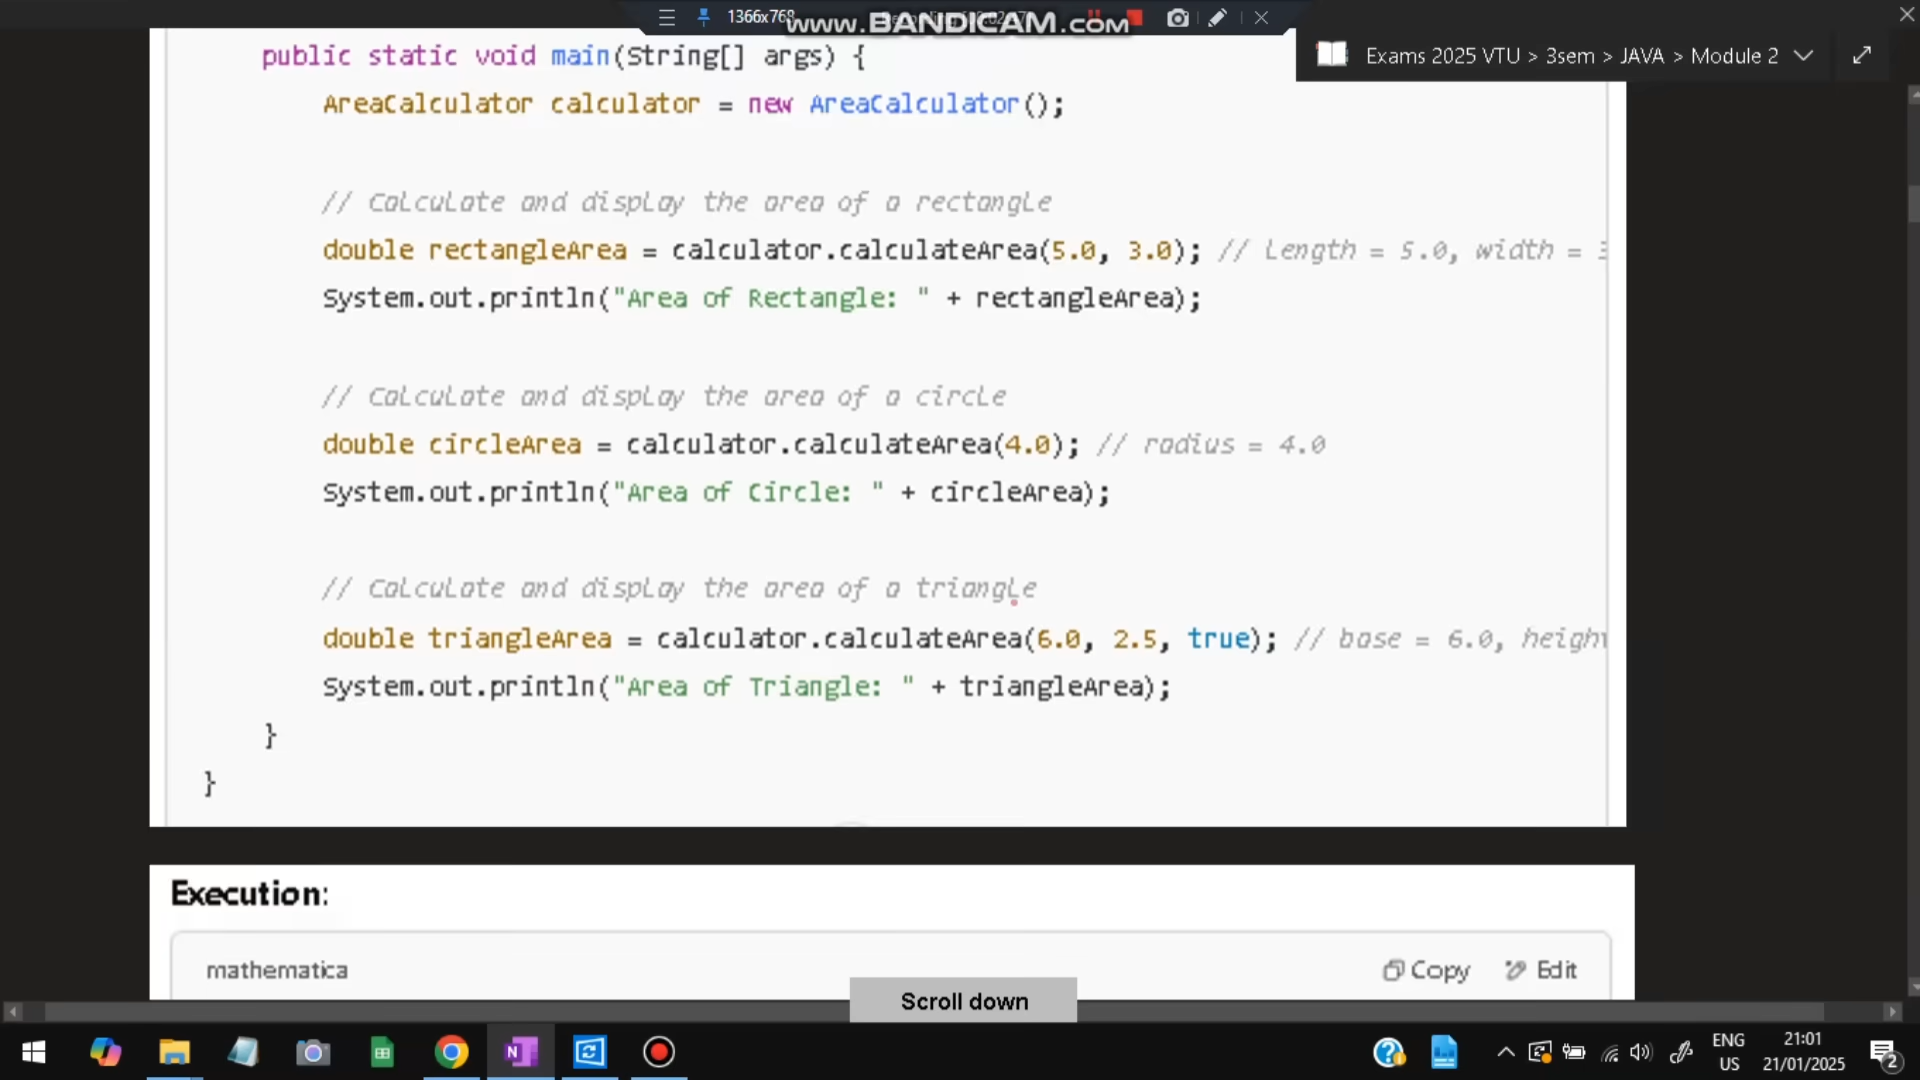 1366x768
www.BANDICAM.com
Exams 2025 VTU > 3sem > JAVA > Module 2
public static void main(String[] args) {
AreaCalculator calculator = new AreaCalculator();
// Calculate and display the area of a rectangle
double rectangleArea = calculator.calculateArea(5.0, 3.0); // Length = 5.0, width = 3
System.out.println("Area of Rectangle: " + rectangleArea);
// Calculate and display the area of a circle
double circleArea = calculator.calculateArea(4.0); // radius = 4.0
System.out.println("Area of Circle: " + circleArea);
// Calculate and display the area of a triangle
double triangleArea = calculator.calculateArea(6.0, 2.5, true); // base = 6.0, height
System.out.println("Area of Triangle: " + triangleArea);
}
}
Execution:
mathematica
Copy
Edit
Scroll down
ENG
US
21:01
21/01/2025
2